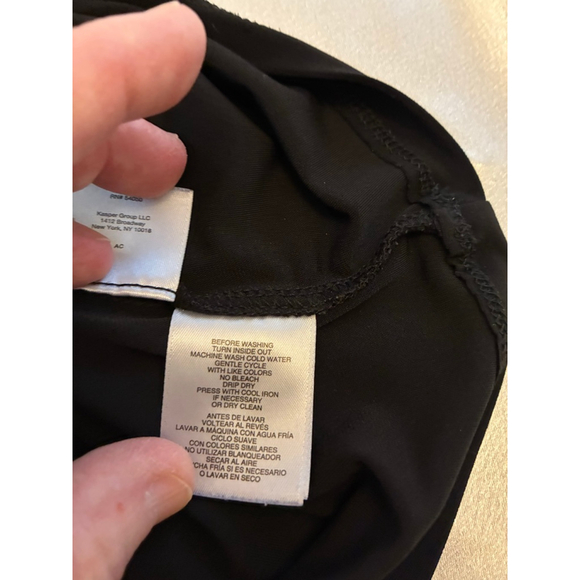 Kasper Group LLC
1412 Broadway
New York, NY 10018
AC
BEFORE WASHING
TURN INSIDE OUT
MACHINE WASH COLD WATER
GENTLE CYCLE
WITH LIKE COLORS
NO BLEACH
DRIP DRY
PRESS WITH COOL IRON
IF NECESSARY
OR DRY CLEAN
ANTES DE LAVAR
VOLTEAR AL REVÉS
LAVAR A MAQUINA CON AGUA FRÍA
CICLO SUAVE
CON COLORES SIMILARES
NO UTILIZAR BLANQUEADOR
SECAR AL AIRE
CHA FRÍA SI ES NECESARIO
O LAVAR EN SECO